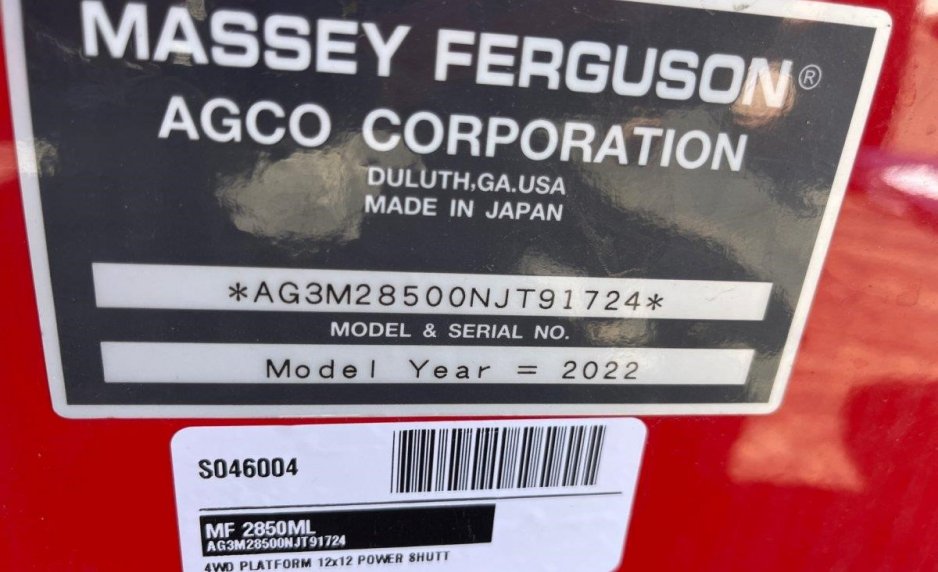 MASSEY FERGUSON®
AGCO CORPORATION
DULUTH,GA.USA
MADE IN JAPAN
*AG3M28500NJT91724*
MODEL & SERIAL NO.
Model Year = 2022
S046004
MF 2850ML
AG3M28500NJT91724
4WD PLATFORM 12x12 POWER SHUTT